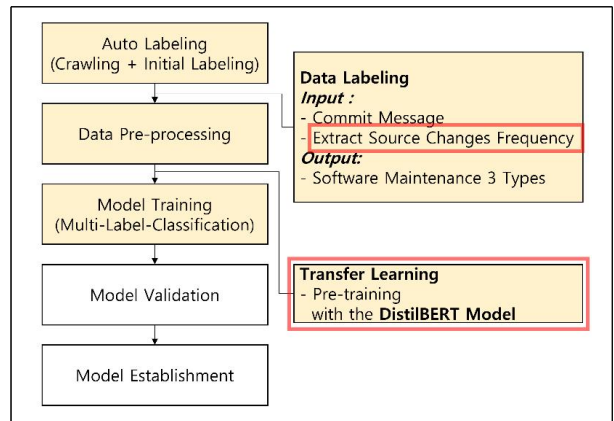 Auto Labeling
(Crawling + Initial Labeling)
Data Pre-processing
Model Training
(Multi-Label-Classification)
Model Validation
Model Establishment
Data Labeling
Input :
- Commit Message
- Extract Source Changes Frequency
Output:
- Software Maintenance 3 Types
Transfer Learning
- Pre-training
with the DistilBERT Model